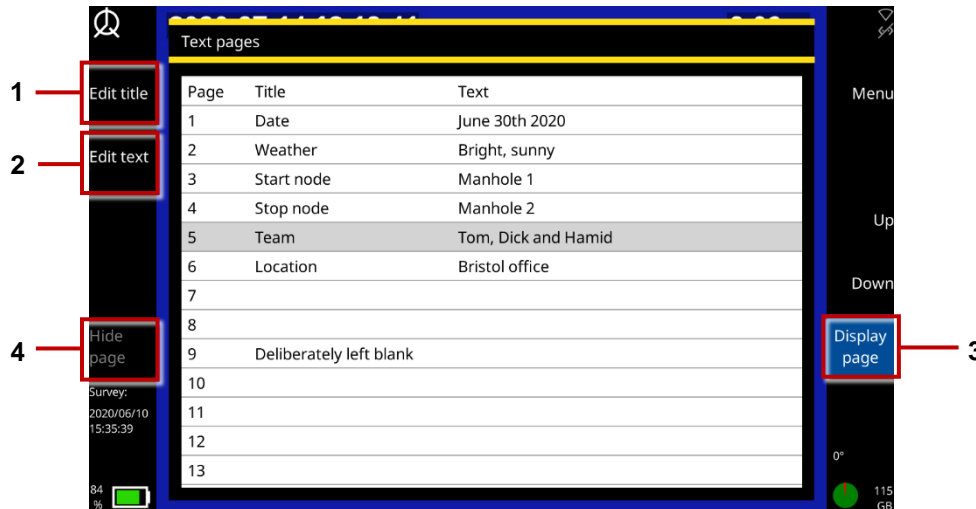 Text pages
1
Edit title
2
Edit text
4
Hide
page
Survey:
2020/06/10
15:35:39
84
%
Page Title Text
1 Date June 30th 2020
2 Weather Bright, sunny
3 Start node Manhole 1
4 Stop node Manhole 2
5 Team Tom, Dick and Hamid
6 Location Bristol office
7
8
9 Deliberately left blank
10
11
12
13
Menu
Up
Down
Display
page
3
0°
115
GB